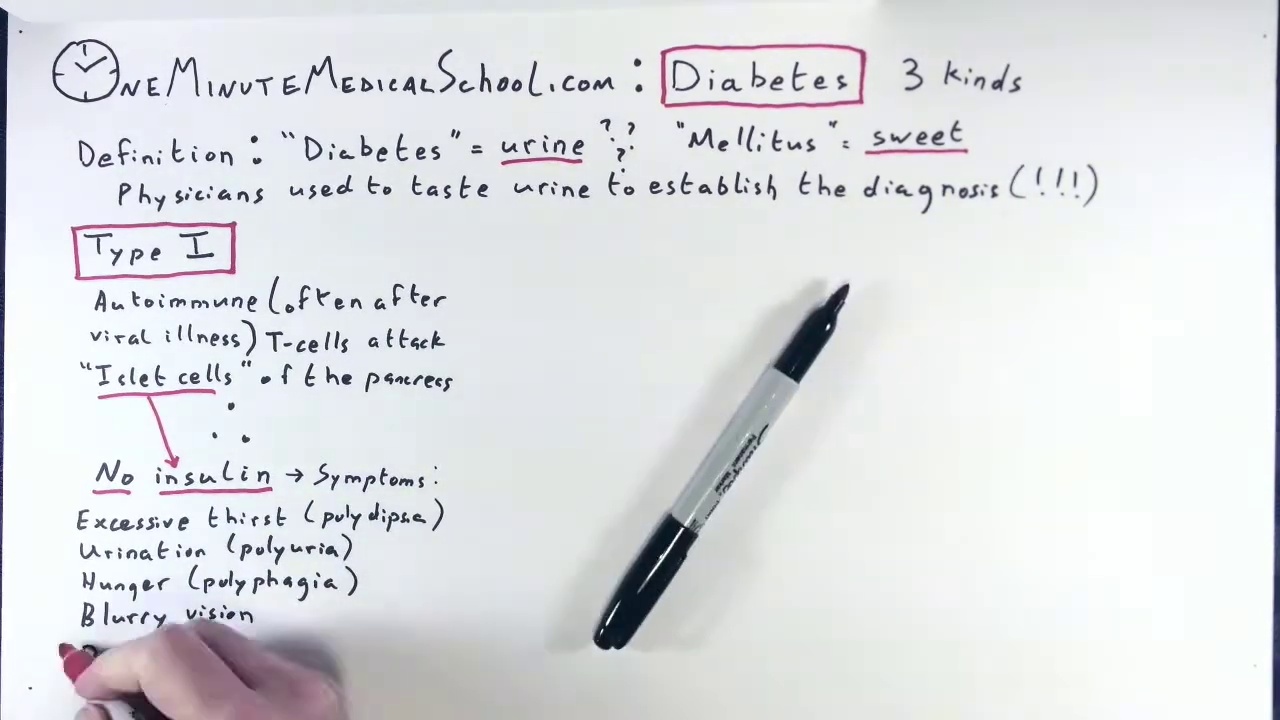 OneMinuteMedicalSchool.com : Diabetes 3 kinds
Definition : "Diabetes" = urine ??? "Mellitus" = sweet
Physicians used to taste urine to establish the diagnosis (!!!)
Type I
Autoimmune (often after
viral illness) T-cells attack
"Islet cells" of the pancreas
No insulin → Symptoms:
Excessive thirst (polydipsia)
Urination (polyuria)
Hunger (polyphagia)
Blurry vision